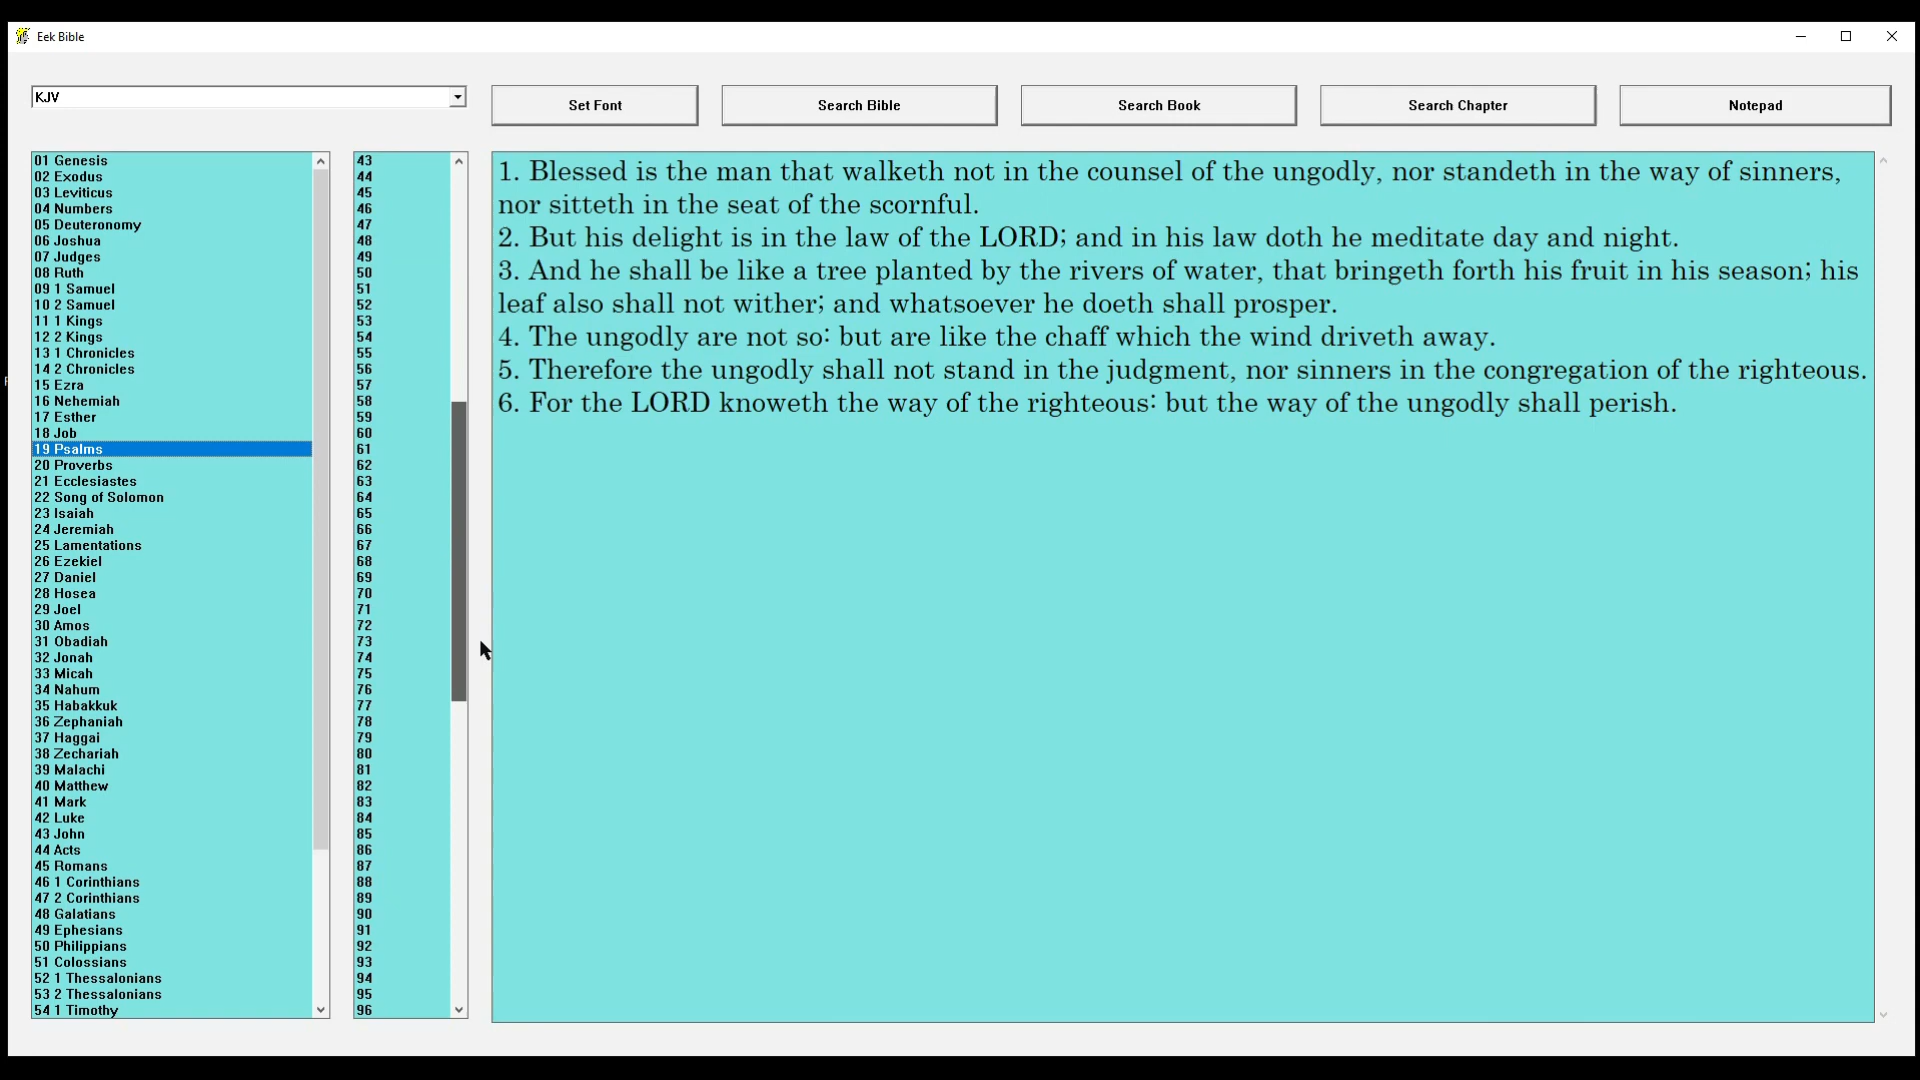 Eek Bible
KJV
Set Font
Search Bible
Search Book
Search Chapter
Notepad
01 Genesis
02 Exodus
03 Leviticus
04 Numbers
05 Deuteronomy
06 Joshua
07 Judges
08 Ruth
09 1 Samuel
10 2 Samuel
11 1 Kings
12 2 Kings
13 1 Chronicles
14 2 Chronicles
15 Ezra
16 Nehemiah
17 Esther
18 Job
19 Psalms
20 Proverbs
21 Ecclesiastes
22 Song of Solomon
23 Isaiah
24 Jeremiah
25 Lamentations
26 Ezekiel
27 Daniel
28 Hosea
29 Joel
30 Amos
31 Obadiah
32 Jonah
33 Micah
34 Nahum
35 Habakkuk
36 Zephaniah
37 Haggai
38 Zechariah
39 Malachi
40 Matthew
41 Mark
42 Luke
43 John
44 Acts
45 Romans
46 1 Corinthians
47 2 Corinthians
48 Galatians
49 Ephesians
50 Philippians
51 Colossians
52 1 Thessalonians
53 2 Thessalonians
54 1 Timothy
43
44
45
46
47
48
49
50
51
52
53
54
55
56
57
58
59
60
61
62
63
64
65
66
67
68
69
70
71
72
73
74
75
76
77
78
79
80
81
82
83
84
85
86
87
88
89
90
91
92
93
94
95
96
1. Blessed is the man that walketh not in the counsel of the ungodly, nor standeth in the way of sinners,
nor sitteth in the seat of the scornful.
2. But his delight is in the law of the LORD; and in his law doth he meditate day and night.
3. And he shall be like a tree planted by the rivers of water, that bringeth forth his fruit in his season; his
leaf also shall not wither; and whatsoever he doeth shall prosper.
4. The ungodly are not so: but are like the chaff which the wind driveth away.
5. Therefore the ungodly shall not stand in the judgment, nor sinners in the congregation of the righteous.
6. For the LORD knoweth the way of the righteous: but the way of the ungodly shall perish.